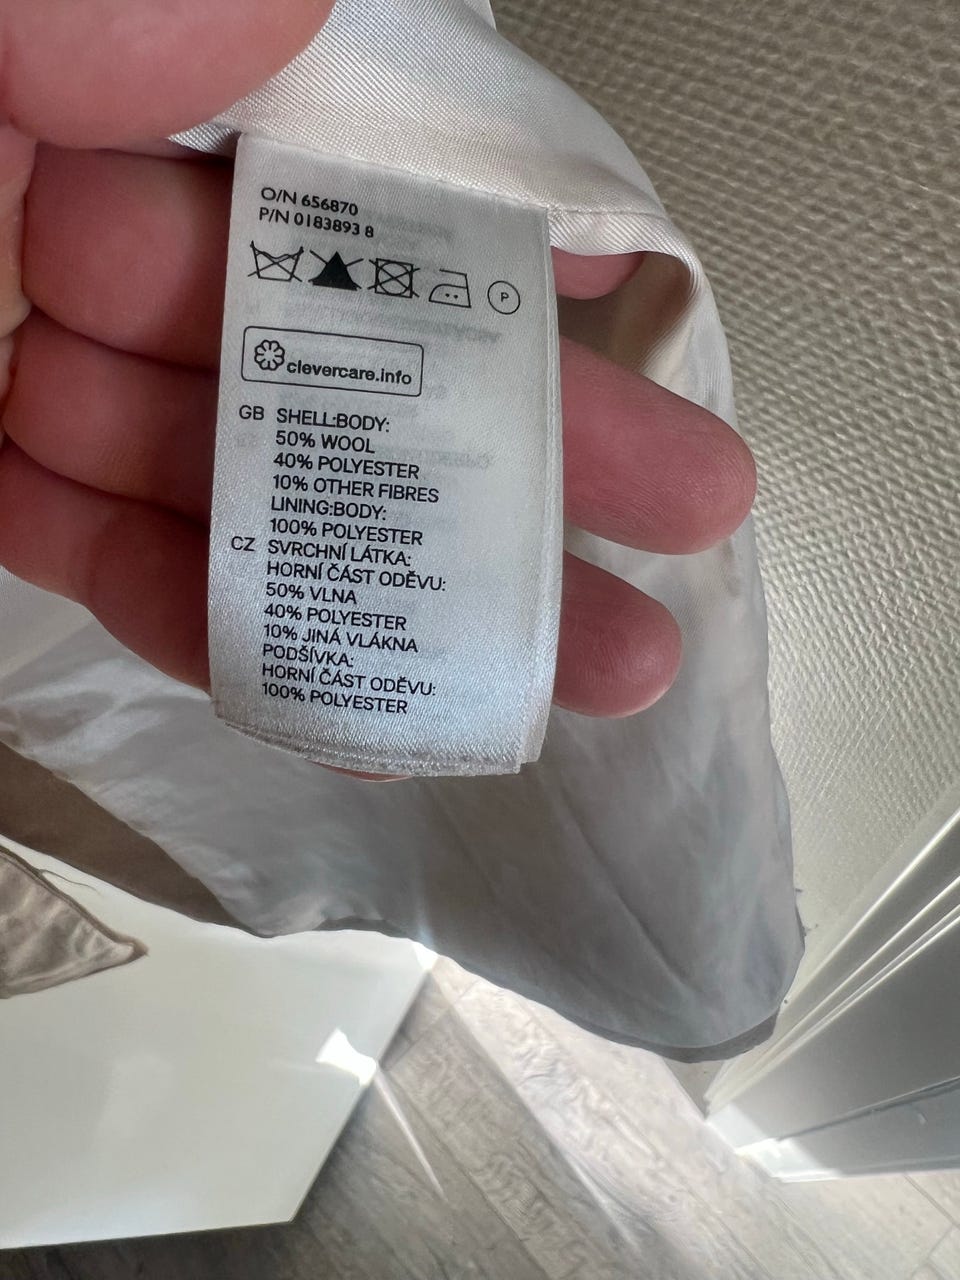 O/N 656870
P/N 0183893 8
P
clevercare.info
GB SHELL:BODY:
50% WOOL
40% POLYESTER
10% OTHER FIBRES
LINING:BODY:
100% POLYESTER
CZ SVRCHNÍ LÁTKA:
HORNÍ ČÁST ODĚVU:
50% VLNA
40% POLYESTER
10% JINÁ VLÁKNA
PODŠÍVKA:
HORNÍ ČÁST ODĚVU:
100% POLYESTER